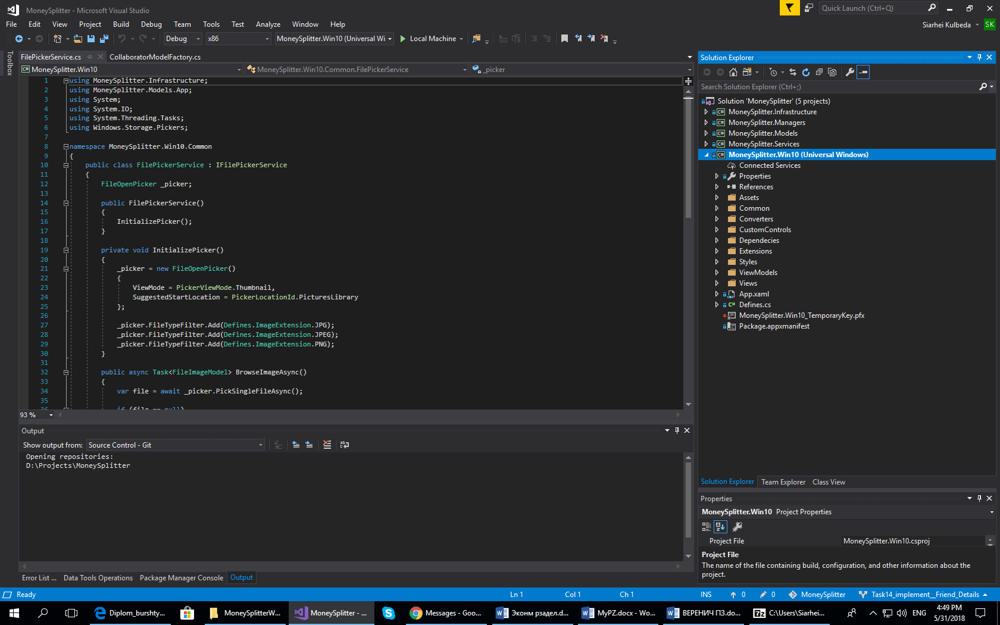 MoneySplitter - Microsoft Visual Studio
Quick Launch (Ctrl+Q)
File Edit View Project Build Debug Team Tools Test Analyze Window Help
Siarhei Kulbeda SK
Debug x86 MoneySplitter.Win10 (Universal Wi Local Machine
Toolbox
FilePickerService.cs CollaboratorModelFactory.cs
MoneySplitter.Win10 MoneySplitter.Win10.Common.FilePickerService _picker
1 using MoneySplitter.Infrastructure;
2 using MoneySplitter.Models.App;
3 using System;
4 using System.IO;
5 using System.Threading.Tasks;
6 using Windows.Storage.Pickers;
7
8 namespace MoneySplitter.Win10.Common
9 {
10 public class FilePickerService : IFilePickerService
11 {
12 FileOpenPicker _picker;
13
14 public FilePickerService()
15 {
16 InitializePicker();
17 }
18
19 private void InitializePicker()
20 {
21 _picker = new FileOpenPicker()
22 {
23 ViewMode = PickerViewMode.Thumbnail,
24 SuggestedStartLocation = PickerLocationId.PicturesLibrary
25 };
26
27 _picker.FileTypeFilter.Add(Defines.ImageExtension.JPG);
28 _picker.FileTypeFilter.Add(Defines.ImageExtension.JPEG);
29 _picker.FileTypeFilter.Add(Defines.ImageExtension.PNG);
30 }
31
32 public async Task<FileImageModel> BrowseImageAsync()
33 {
34 var file = await _picker.PickSingleFileAsync();
35
36 if (file == null)
93 %
Output
Show output from: Source Control - Git
Opening repositories:
D:\Projects\MoneySplitter
Error List ... Data Tools Operations Package Manager Console Output
Solution Explorer
Search Solution Explorer (Ctrl+;)
Solution 'MoneySplitter' (5 projects)
C# MoneySplitter.Infrastructure
C# MoneySplitter.Managers
C# MoneySplitter.Models
C# MoneySplitter.Services
C# MoneySplitter.Win10 (Universal Windows)
Connected Services
Properties
References
Assets
Common
Converters
CustomControls
Dependecies
Extensions
Styles
ViewModels
Views
App.xaml
C# Defines.cs
MoneySplitter.Win10_TemporaryKey.pfx
Package.appxmanifest
Solution Explorer Team Explorer Class View
Properties
MoneySplitter.Win10 Project Properties
Project File MoneySplitter.Win10.csproj
Project File
The name of the file containing build, configuration, and other information about the
project.
Ready Ln 1 Col 1 Ch 1 INS 0 0 MoneySplitter Task14_implement__Friend_Details
Diplom_burshty... MoneySplitterW... MoneySplitter - ... Messages - Goo... Эконм рзадел.d... MyPZ.docx - Wo... ВЕРЕНИЧ ПЗ.do... C:\Users\Siarhei... ENG
4:49 PM
5/31/2018